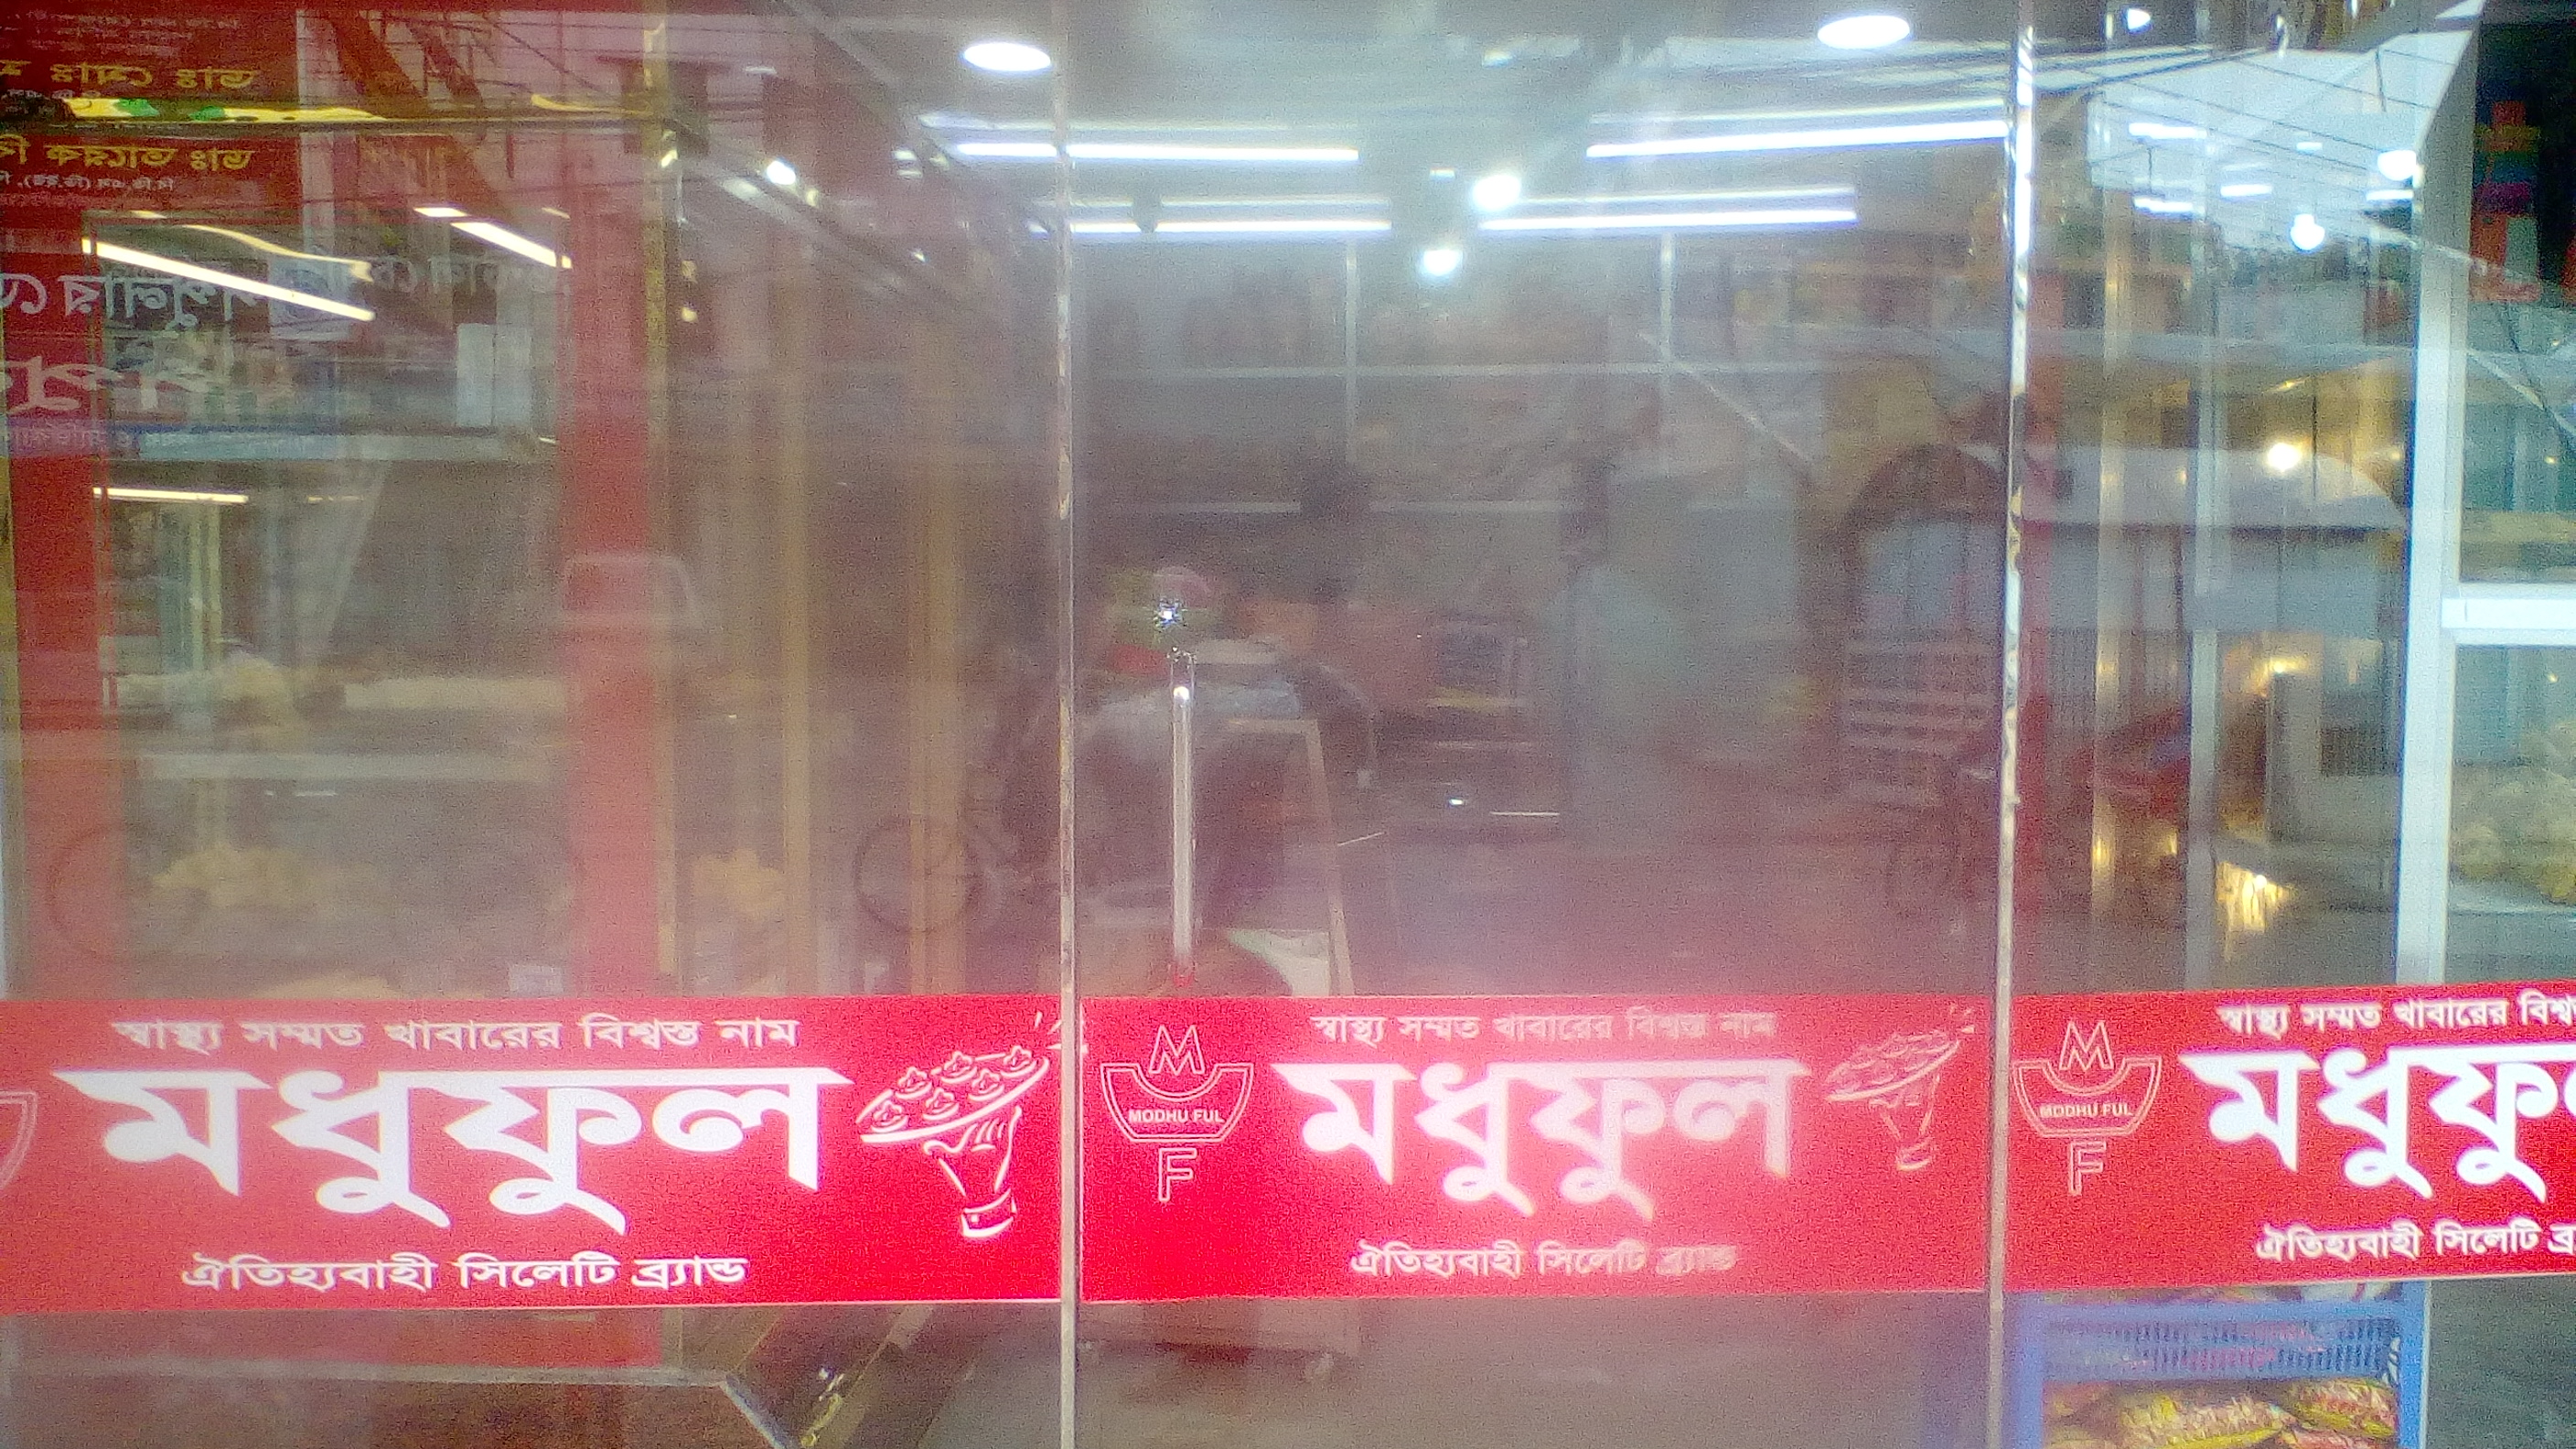 স্বাস্থ্য সম্মত খাবারের বিশ্বস্ত নাম
মধুফুল
ঐতিহ্যবাহী সিলেটি ব্র্যান্ড
M
MODHU FUL
F
স্বাস্থ্য সম্মত খাবারের বিশ্বস্ত নাম
মধুফুল
ঐতিহ্যবাহী সিলেটি ব্র্যান্ড
M
MODHU FUL
F
স্বাস্থ্য সম্মত খাবারের
মধুফু
ঐতিহ্যবাহী সিলেটি